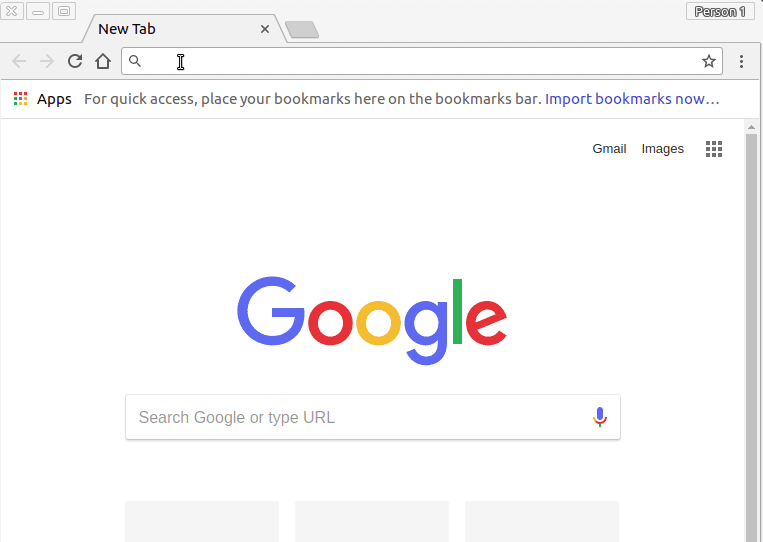 Person 1
New Tab
Apps For quick access, place your bookmarks here on the bookmarks bar. Import bookmarks now...
Gmail Images
Google
Search Google or type URL